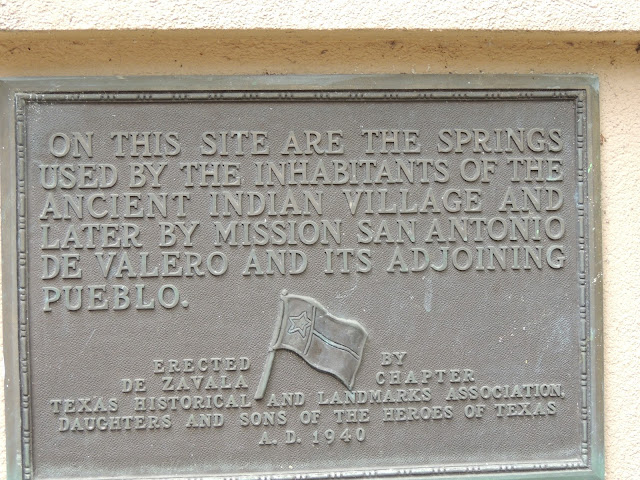 ON THIS SITE ARE THE SPRINGS
USED BY THE INHABITANTS OF THE
ANCIENT INDIAN VILLAGE AND
LATER BY MISSION SAN ANTONIO
DE VALERO AND ITS ADJOINING
PUEBLO.
ERECTED BY
DE ZAVALA CHAPTER
TEXAS HISTORICAL AND LANDMARKS ASSOCIATION,
DAUGHTERS AND SONS OF THE HEROES OF TEXAS
A. D. 1940